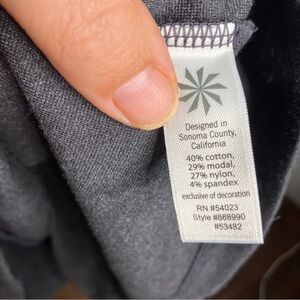 Designed in
Sonoma County,
California
40% cotton,
29% modal,
27% nylon,
4% spandex
exclusive of decoration
RN #54023
Style #868990
#53482